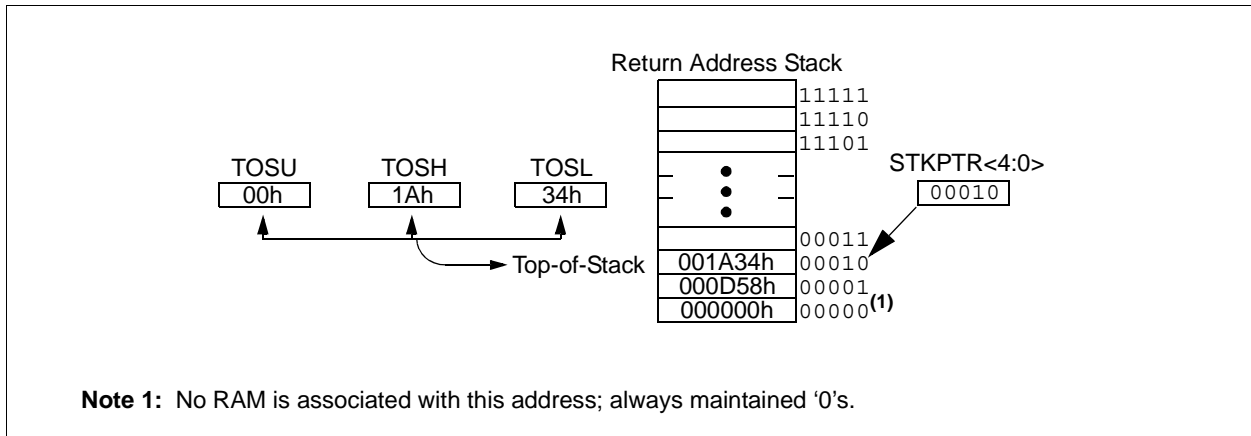 Return Address Stack
11111
11110
11101
TOSU TOSH TOSL STKPTR<4:0>
00h 1Ah 34h 00010
00011
Top-of-Stack 001A34h 00010
000D58h 00001
000000h 00000(1)
Note 1: No RAM is associated with this address; always maintained ‘0’s.